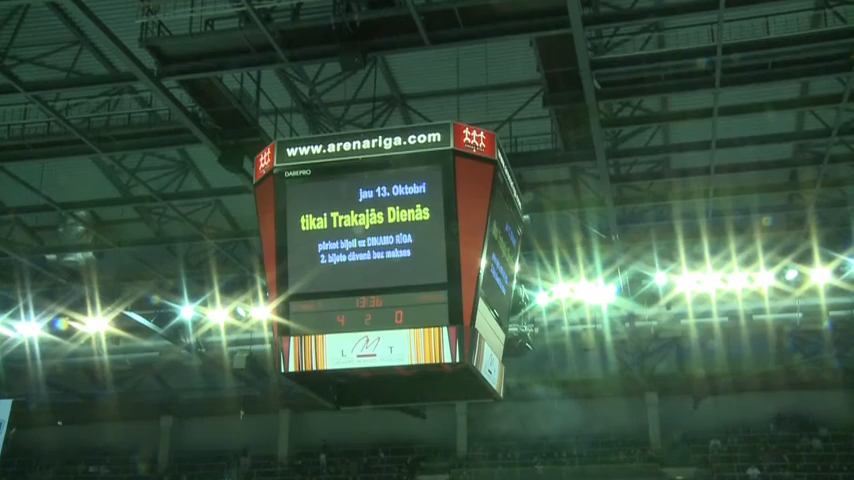 www.arenariga.com
DAREPRO
jau 13. Oktobrī
tikai Trakajās Dienās
pērkot biļeti uz DINAMO RĪGA
2. biļete dāvanā bez maksas
13:36
4 2 0
L M T